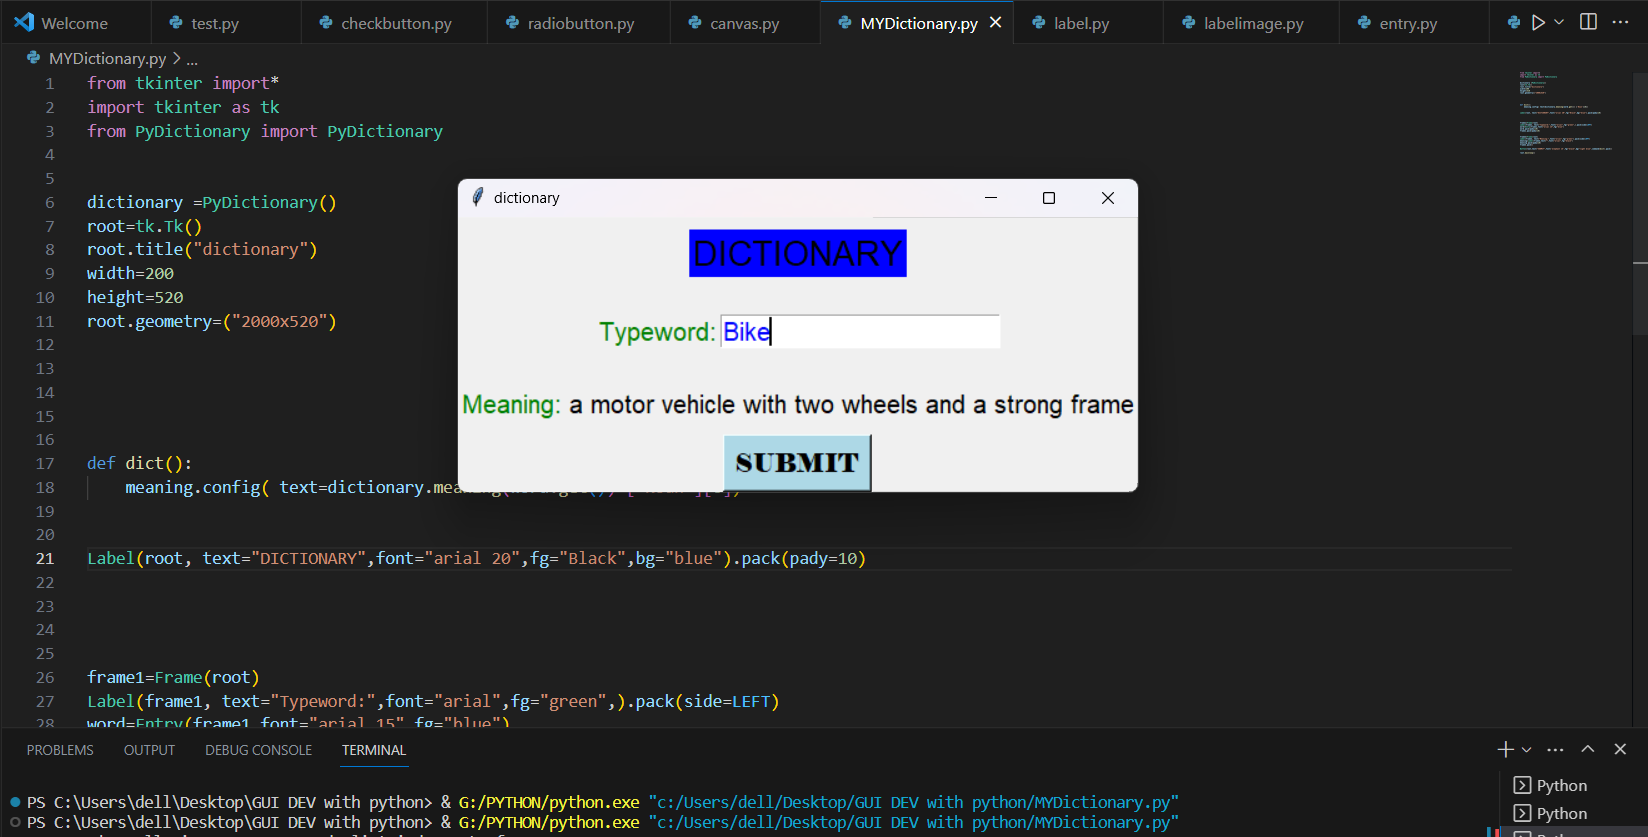 Welcome test.py checkbutton.py radiobutton.py canvas.py MYDictionary.py label.py labelimage.py entry.py
MYDictionary.py > ...
1 from tkinter import*
2 import tkinter as tk
3 from PyDictionary import PyDictionary
4
5
6 dictionary =PyDictionary()
7 root=tk.Tk()
8 root.title("dictionary")
9 width=200
10 height=520
11 root.geometry=("2000x520")
12
13
14
15
16
17 def dict():
18 meaning.config( text=dictionary.mea
19
20
21 Label(root, text="DICTIONARY",font="arial 20",fg="Black",bg="blue").pack(pady=10)
22
23
24
25
26 frame1=Frame(root)
27 Label(frame1, text="Typeword:",font="arial",fg="green",).pack(side=LEFT)
28 word=Entry(frame1,font="arial 15",fg="blue")
dictionary
DICTIONARY
Typeword: Bike
Meaning: a motor vehicle with two wheels and a strong frame
SUBMIT
PROBLEMS OUTPUT DEBUG CONSOLE TERMINAL
PS C:\Users\dell\Desktop\GUI DEV with python> & G:/PYTHON/python.exe "c:/Users/dell/Desktop/GUI DEV with python/MYDictionary.py"
PS C:\Users\dell\Desktop\GUI DEV with python> & G:/PYTHON/python.exe "c:/Users/dell/Desktop/GUI DEV with python/MYDictionary.py"
Python
Python